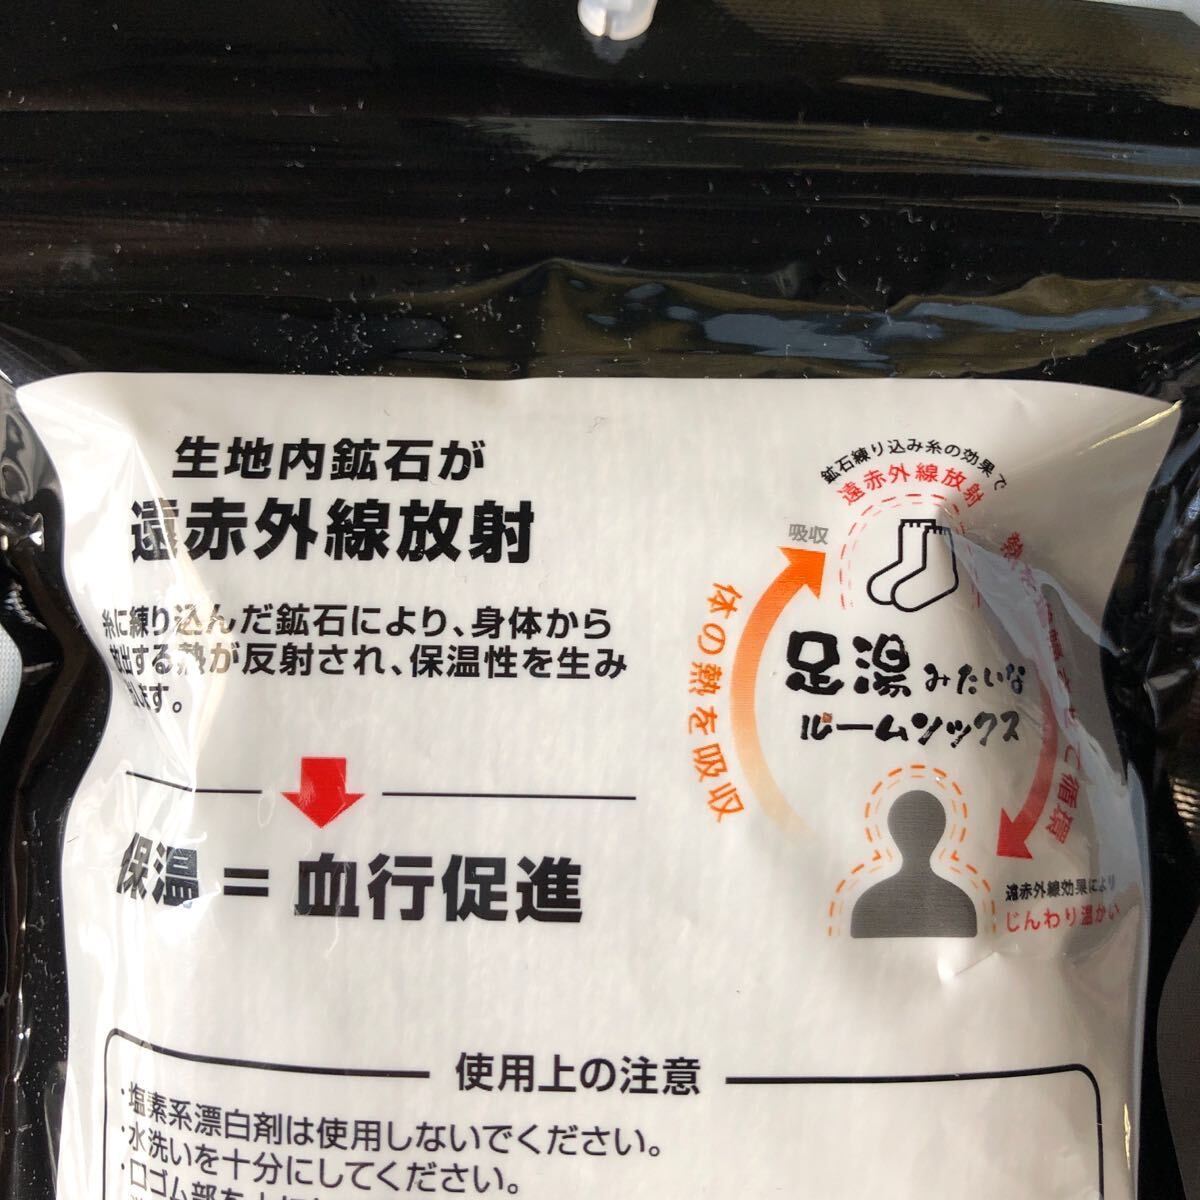 生地内鉱石が
遠赤外線放射
糸に練り込んだ鉱石により、身体から
放出する熱が反射され、保温性を生み
出します。
保温 = 血行促進
鉱石練り込み糸の効果で
遠赤外線放射
吸収
体の熱を吸収
足湯みたいな
ルームソックス
て循環
遠赤外線効果により
じんわり温かい
使用上の注意
・塩素系漂白剤は使用しないでください。
・水洗いを十分にしてください。
・口ゴム部を